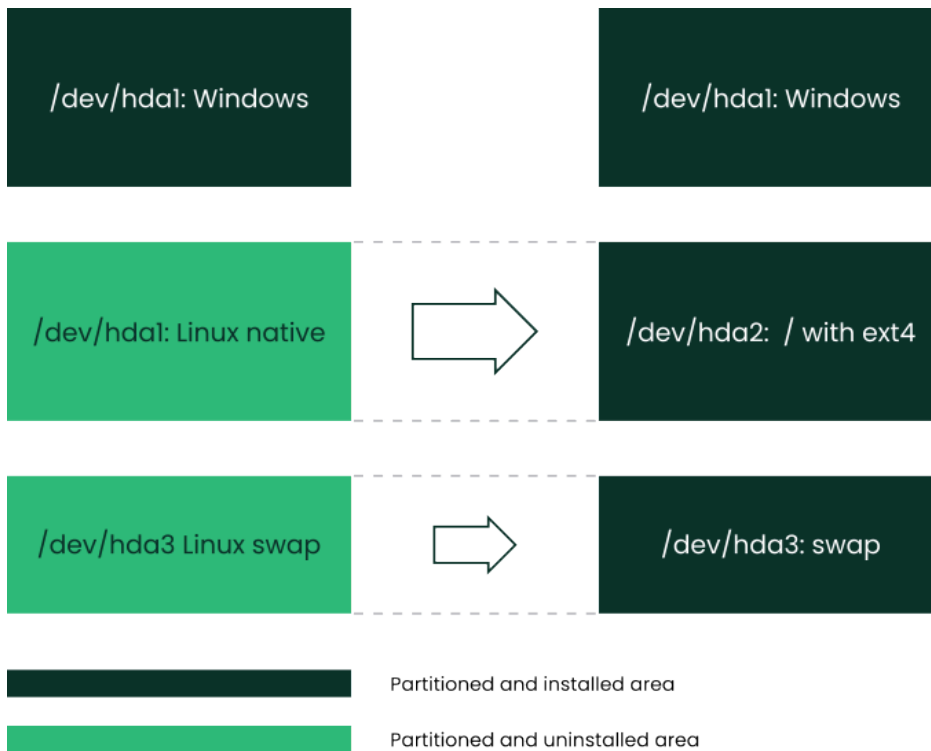 /dev/hda1: Windows
/dev/hda1: Windows
/dev/hda1: Linux native
/dev/hda2: / with ext4
/dev/hda3 Linux swap
/dev/hda3: swap
Partitioned and installed area
Partitioned and uninstalled area